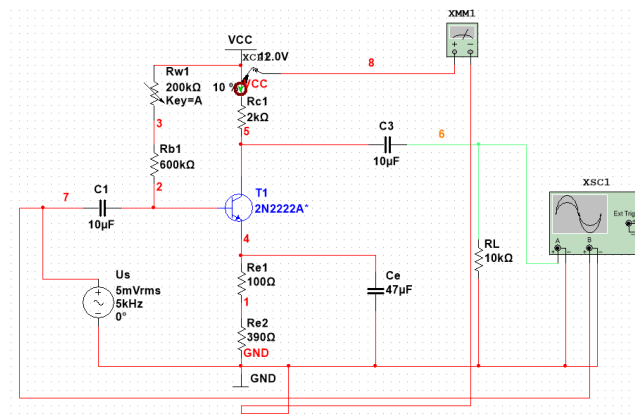 XMM1
VCC
XCP1
12.0V
8
Rw1
200kΩ
Key=A
10 %
VCC
Rc1
2kΩ
3
5
C3
10µF
6
Rb1
600kΩ
XSC1
Ext Trig
A
B
7
C1
10µF
2
T1
2N2222A*
4
RL
10kΩ
Us
5mVrms
5kHz
0°
Re1
100Ω
1
Ce
47µF
Re2
390Ω
GND
GND